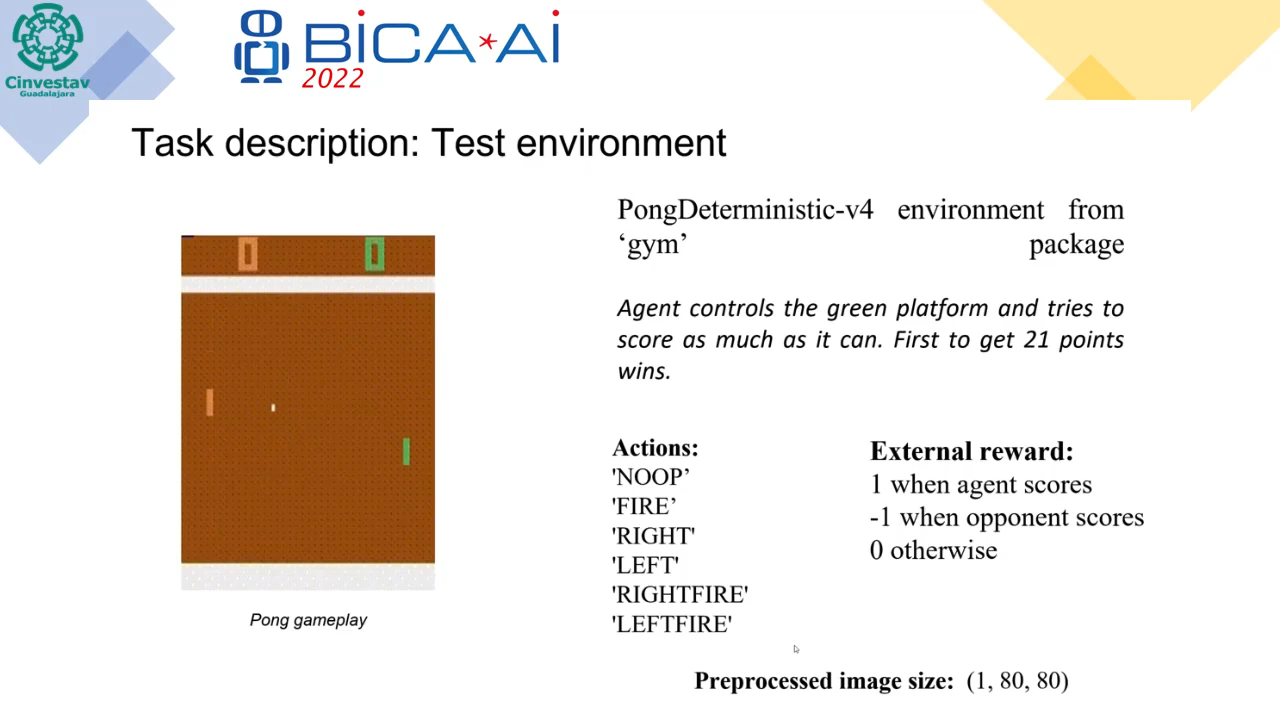 Cinvestav
Guadalajara
BiCA*Ai
2022
Task description: Test environment
PongDeterministic-v4 environment from
‘gym’ package
Agent controls the green platform and tries to
score as much as it can. First to get 21 points
wins.
0 0
Pong gameplay
Actions:
'NOOP’
'FIRE’
'RIGHT'
'LEFT'
'RIGHTFIRE'
'LEFTFIRE'
External reward:
1 when agent scores
-1 when opponent scores
0 otherwise
Preprocessed image size: (1, 80, 80)